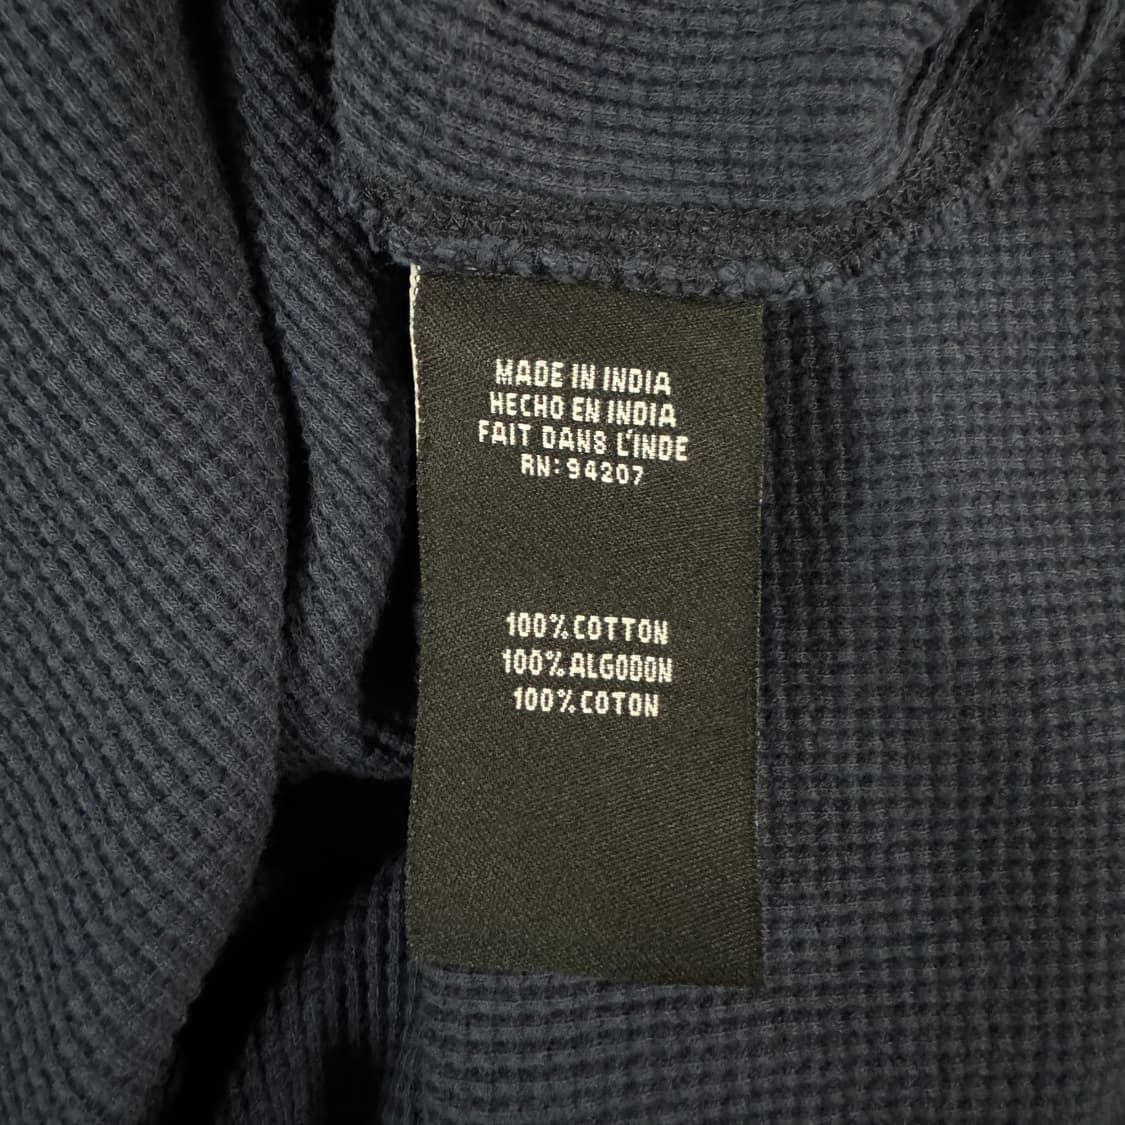 MADE IN INDIA
HECHO EN INDIA
FAIT DANS L'INDE
RN: 94207
100% COTTON
100% ALGODON
100% COTON